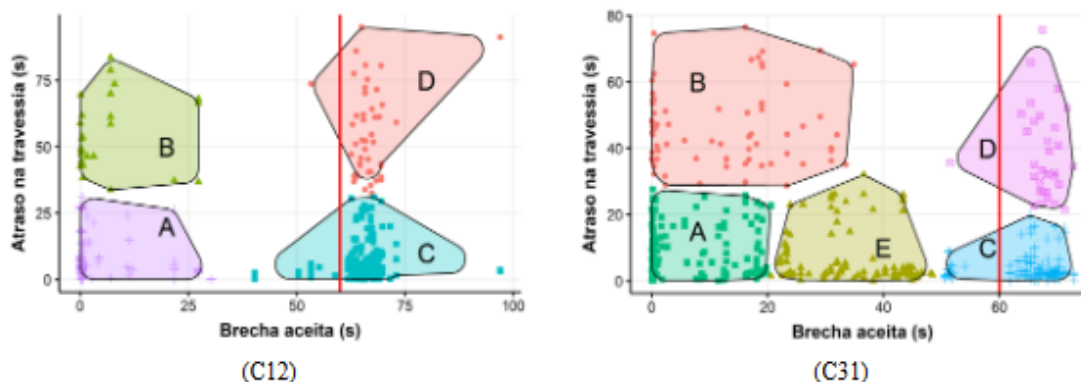 Atraso na travessia (s)
75
50
25
0
B
A
D
C
0
25
50
75
100
Brecha aceita (s)
(C12)
Atraso na travessia (s)
80
60
40
20
0
B
A
E
D
C
0
20
40
60
Brecha aceita (s)
(C31)